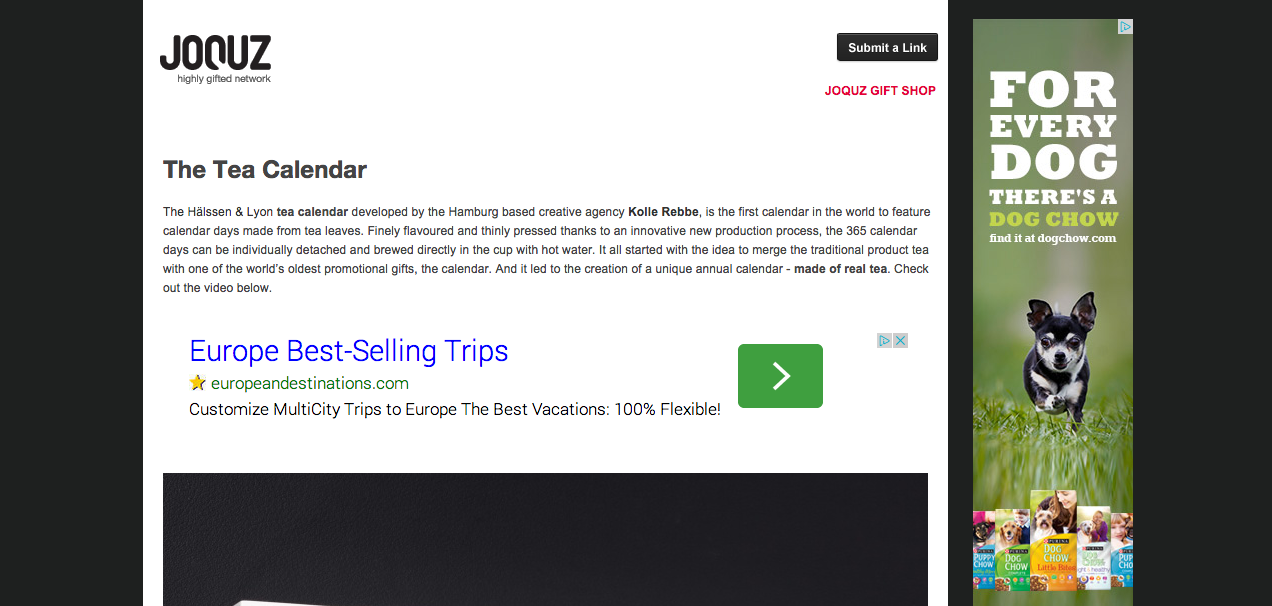 JOQUZ
highly gifted network
Submit a Link
JOQUZ GIFT SHOP
The Tea Calendar
The Hälssen & Lyon tea calendar developed by the Hamburg based creative agency Kolle Rebbe, is the first calendar in the world to feature
calendar days made from tea leaves. Finely flavoured and thinly pressed thanks to an innovative new production process, the 365 calendar
days can be individually detached and brewed directly in the cup with hot water. It all started with the idea to merge the traditional product tea
with one of the world's oldest promotional gifts, the calendar. And it led to the creation of a unique annual calendar - made of real tea. Check
out the video below.
Europe Best-Selling Trips
europeandestinations.com
Customize MultiCity Trips to Europe The Best Vacations: 100% Flexible!
FOR
EVERY
DOG
THERE'S A
DOG CHOW
find it at dogchow.com
PURINA
PUPPY
CHOW
PURINA
DOG
CHOW
PURINA
DOG
CHOW
Little Bites